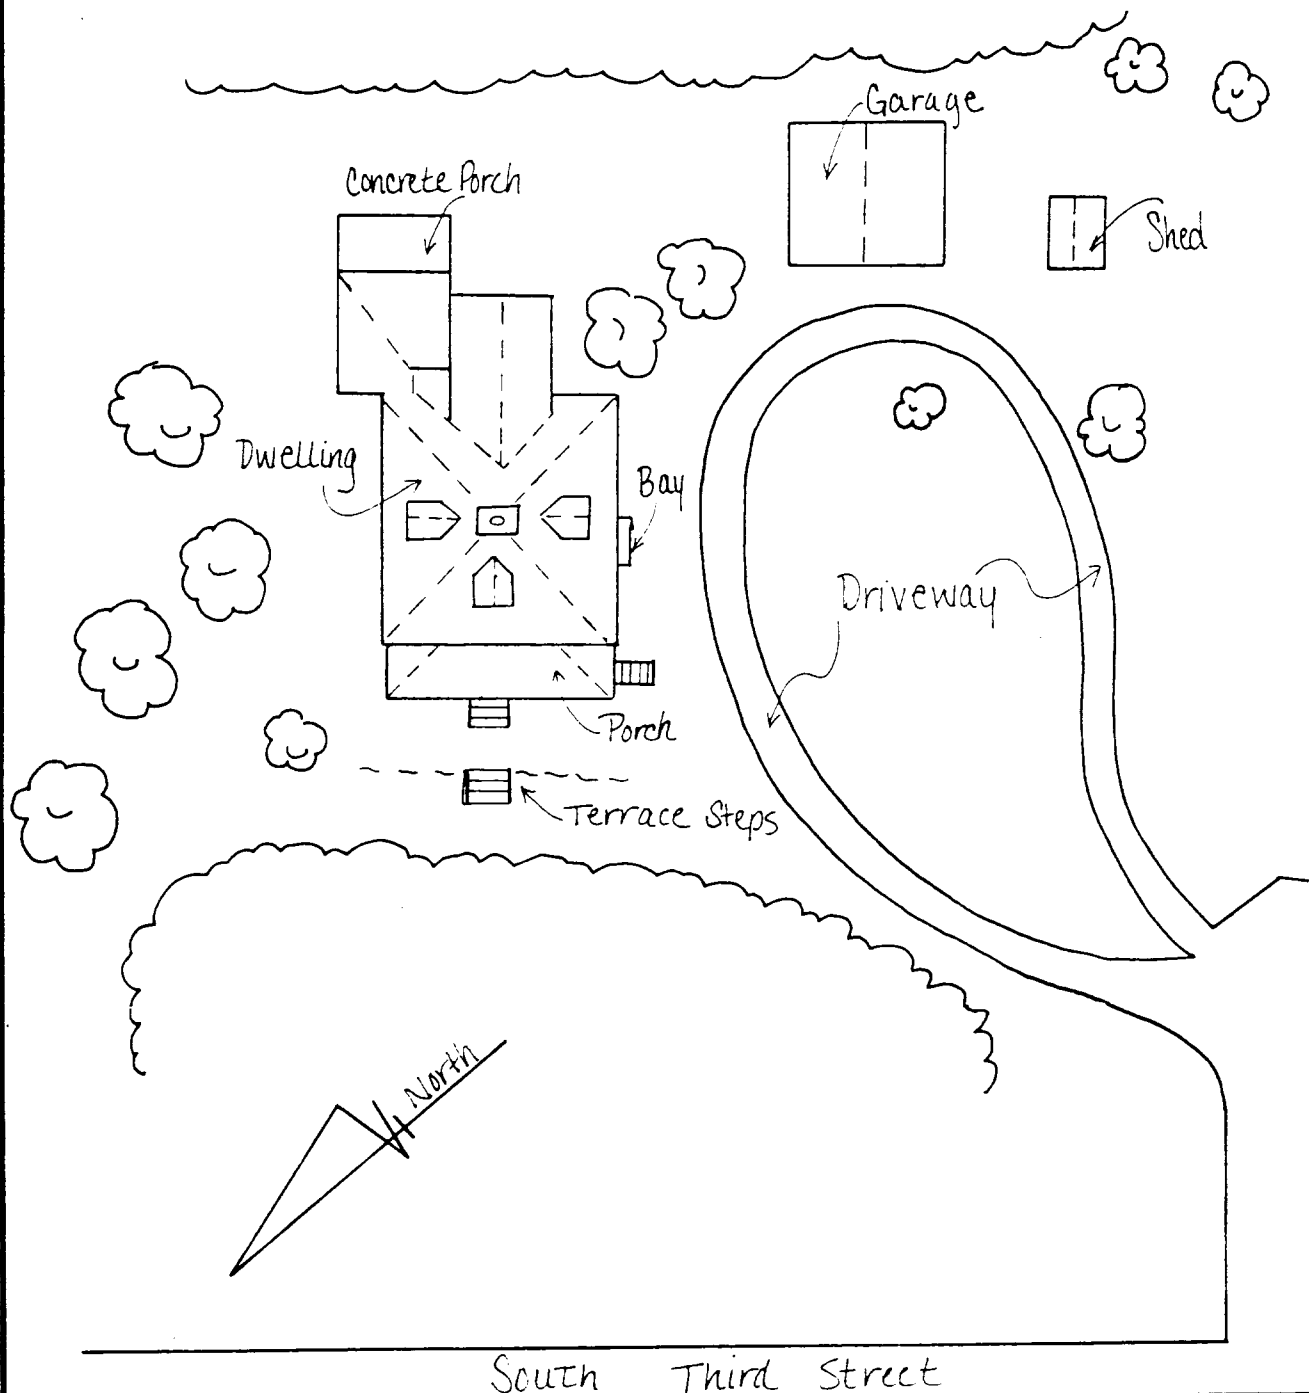 Garage
Concrete Porch
Shed
Dwelling
Bay
Driveway
Porch
Terrace Steps
North
South Third Street